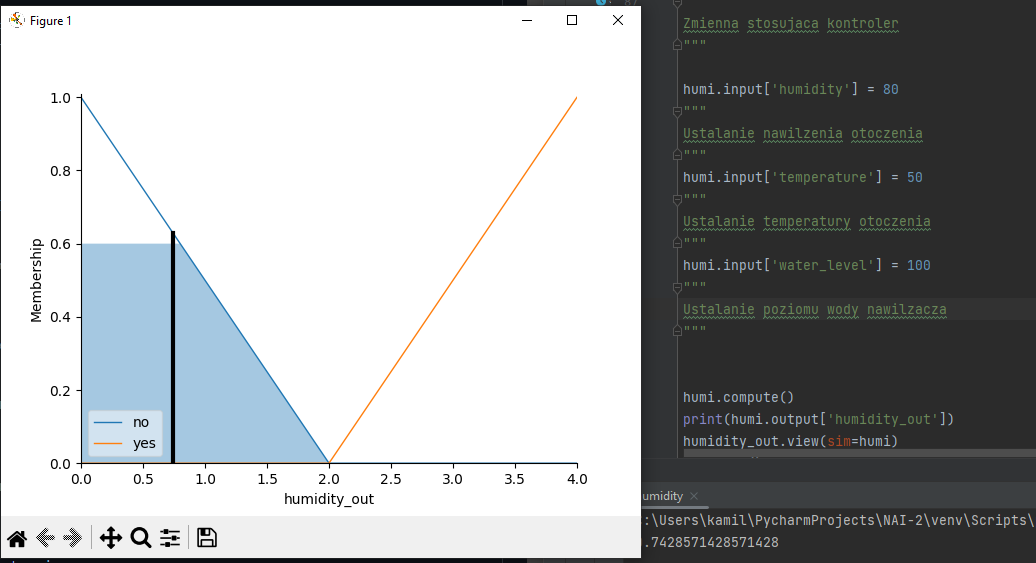 Figure 1
Membership
1.0
0.8
0.6
0.4
0.2
0.0
no
yes
0.0 0.5 1.0 1.5 2.0 2.5 3.0 3.5 4.0
humidity_out
Zmienna stosujaca kontroler
"""
humi.input['humidity'] = 80
"""
Ustalanie nawilzenia otoczenia
"""
humi.input['temperature'] = 50
"""
Ustalanie temperatury otoczenia
"""
humi.input['water_level'] = 100
"""
Ustalanie poziomu wody nawilzacza
"""
humi.compute()
print(humi.output['humidity_out'])
humidity_out.view(sim=humi)
umidity
:\Users\kamil\PycharmProjects\NAI-2\venv\Scripts\
.7428571428571428